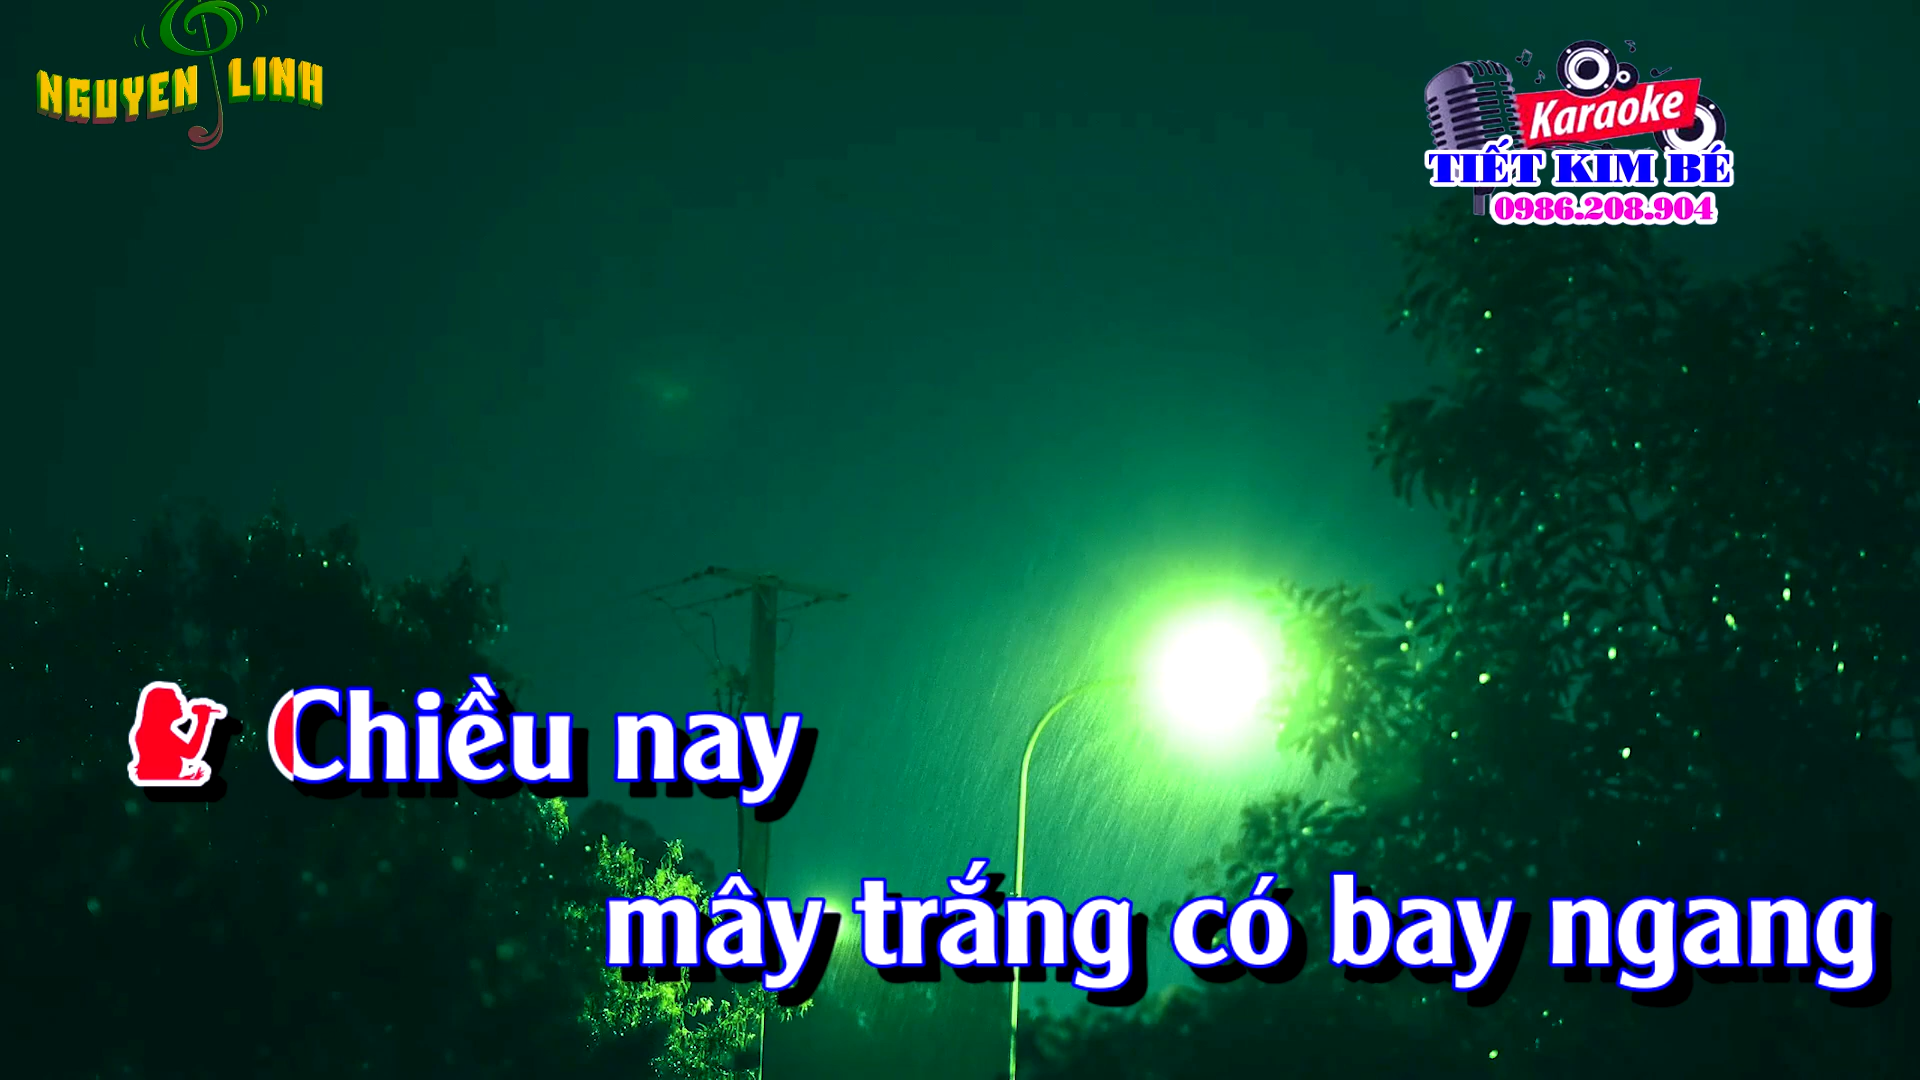 NGUYEN LINH
Karaoke
TIẾT KIM BÉ
0986.208.904
Chiều nay
mây trắng có bay ngang